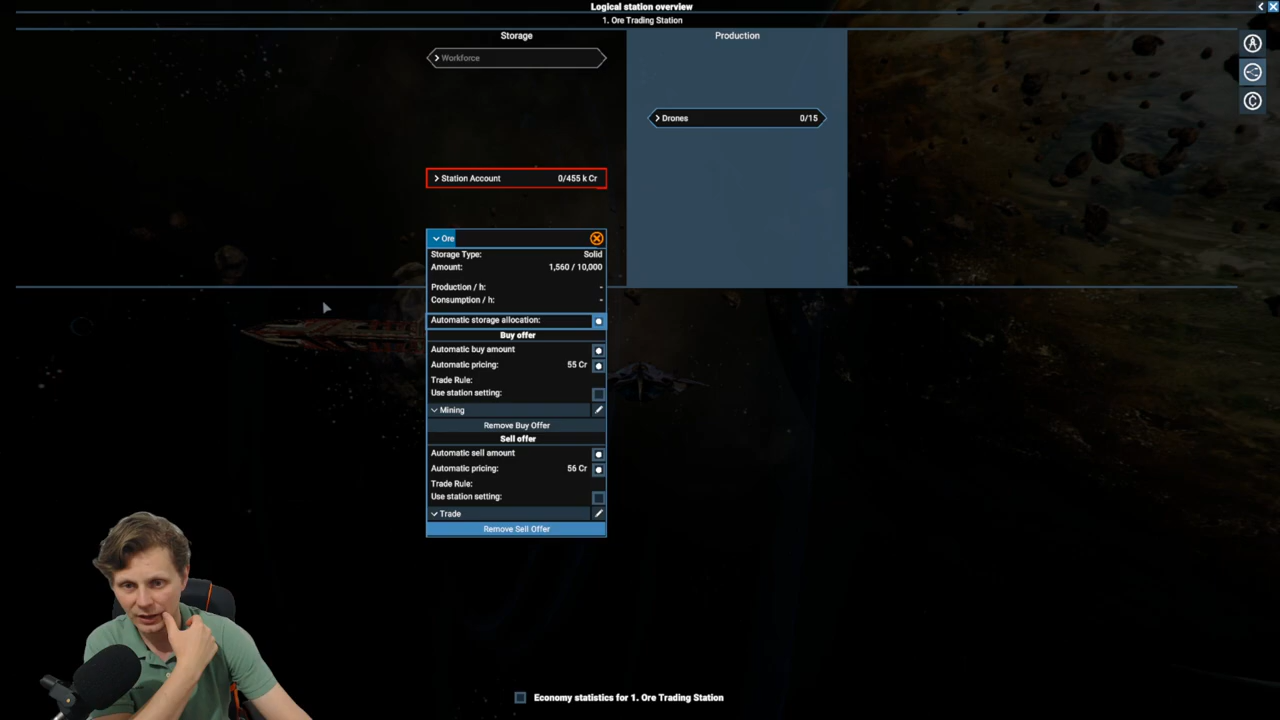 Logical station overview
1. Ore Trading Station
Storage
Production
Workforce
Drones 0/15
Station Account 0/455 k Cr
Ore
Storage Type: Solid
Amount: 1,560 / 10,000
Production / h: -
Consumption / h: -
Automatic storage allocation:
Buy offer
Automatic buy amount
Automatic pricing: 55 Cr
Trade Rule:
Use station setting:
Mining
Remove Buy Offer
Sell offer
Automatic sell amount
Automatic pricing: 56 Cr
Trade Rule:
Use station setting:
Trade
Remove Sell Offer
Economy statistics for 1. Ore Trading Station